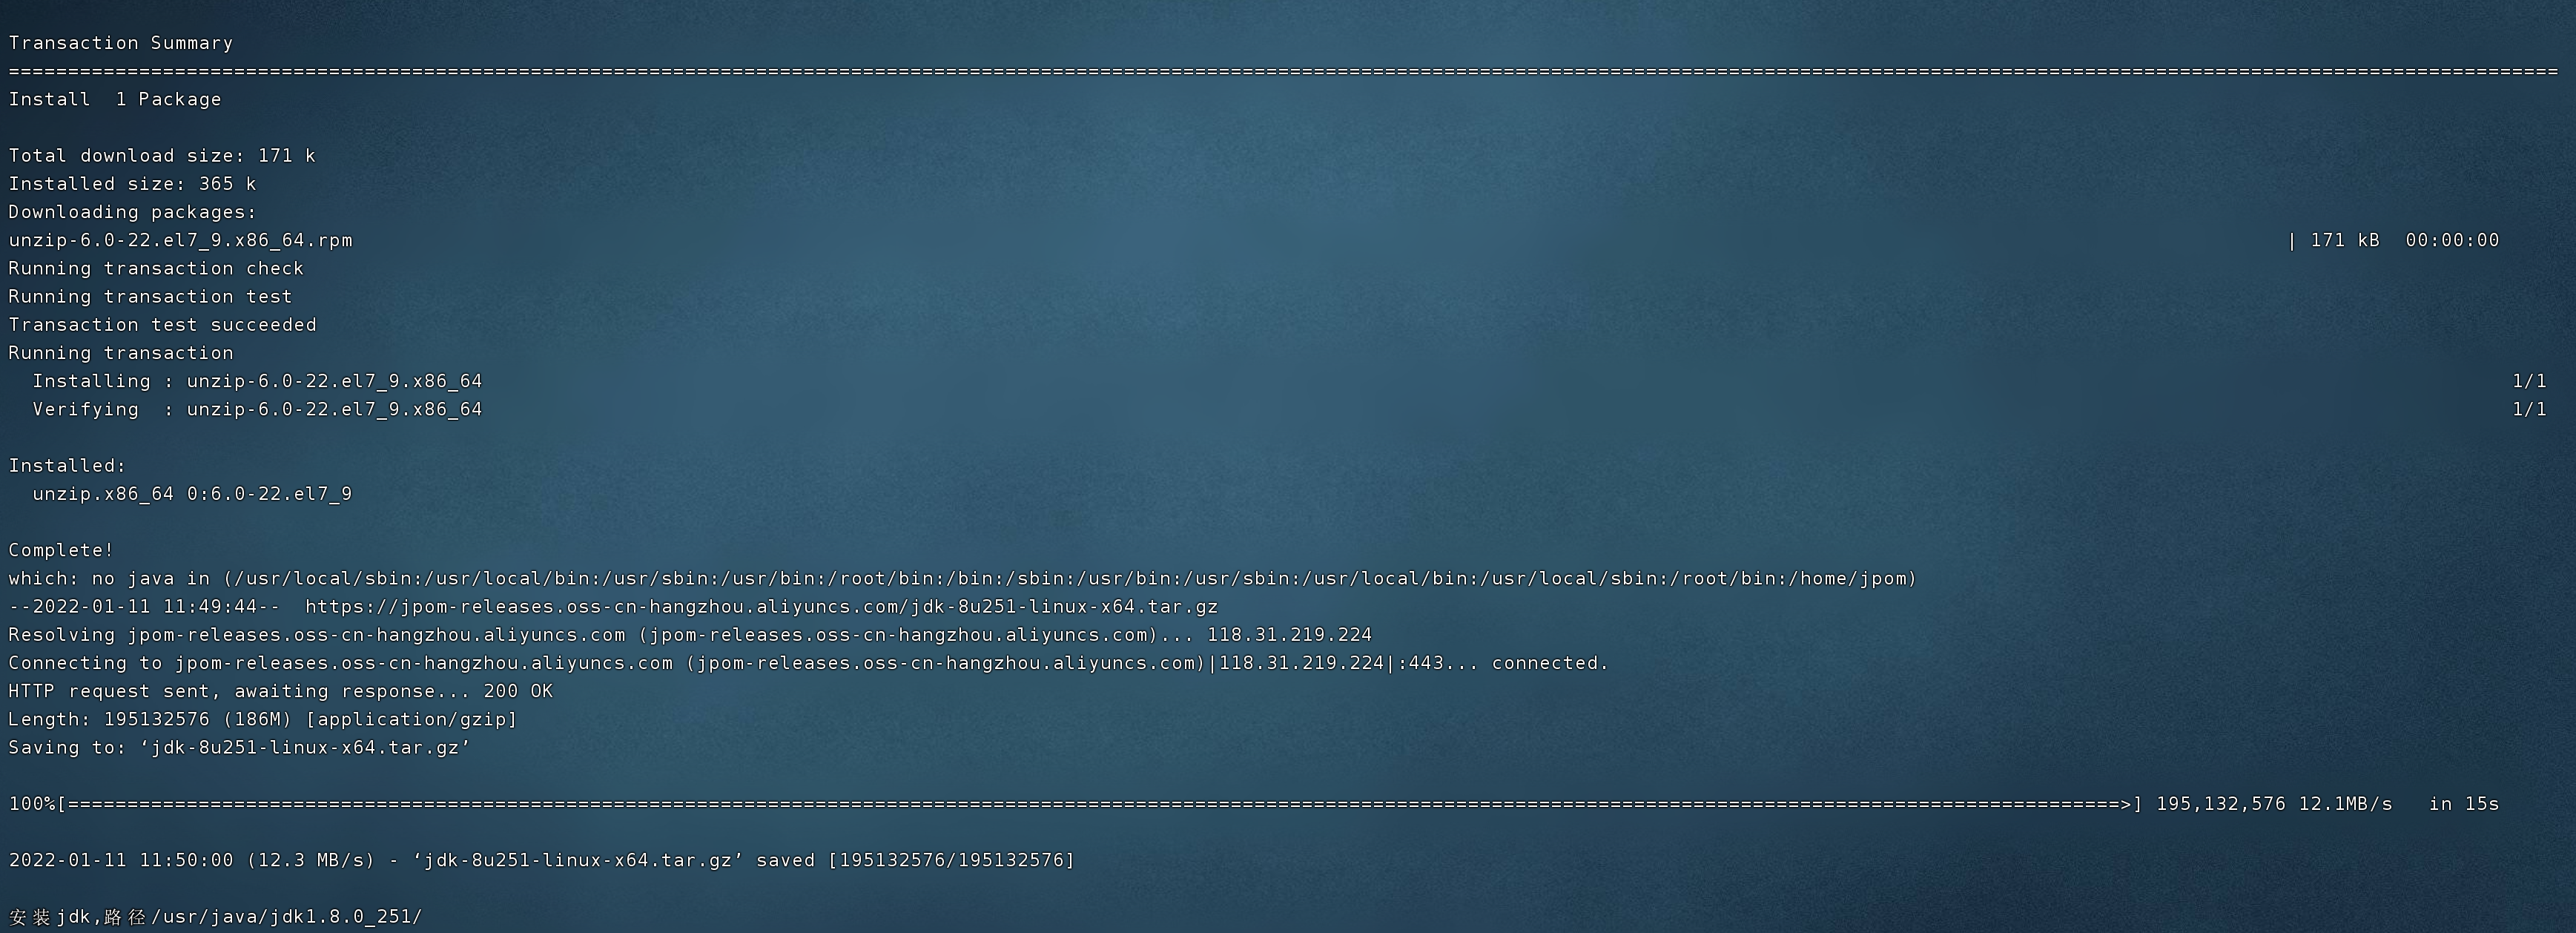 Transaction Summary
================================================================================================================================================================================================================================
Install  1 Package
Total download size: 171 k
Installed size: 365 k
Downloading packages:
unzip-6.0-22.el7_9.x86_64.rpm | 171 kB  00:00:00
Running transaction check
Running transaction test
Transaction test succeeded
Running transaction
  Installing : unzip-6.0-22.el7_9.x86_64 1/1
  Verifying  : unzip-6.0-22.el7_9.x86_64 1/1
Installed:
  unzip.x86_64 0:6.0-22.el7_9
Complete!
which: no java in (/usr/local/sbin:/usr/local/bin:/usr/sbin:/usr/bin:/root/bin:/bin:/sbin:/usr/bin:/usr/sbin:/usr/local/bin:/usr/local/sbin:/root/bin:/home/jpom)
--2022-01-11 11:49:44--  https://jpom-releases.oss-cn-hangzhou.aliyuncs.com/jdk-8u251-linux-x64.tar.gz
Resolving jpom-releases.oss-cn-hangzhou.aliyuncs.com (jpom-releases.oss-cn-hangzhou.aliyuncs.com)... 118.31.219.224
Connecting to jpom-releases.oss-cn-hangzhou.aliyuncs.com (jpom-releases.oss-cn-hangzhou.aliyuncs.com)|118.31.219.224|:443... connected.
HTTP request sent, awaiting response... 200 OK
Length: 195132576 (186M) [application/gzip]
Saving to: ‘jdk-8u251-linux-x64.tar.gz’
100%[=============================================================================================================================================================================>] 195,132,576 12.1MB/s   in 15s
2022-01-11 11:50:00 (12.3 MB/s) - ‘jdk-8u251-linux-x64.tar.gz’ saved [195132576/195132576]
安装jdk,路径/usr/java/jdk1.8.0_251/